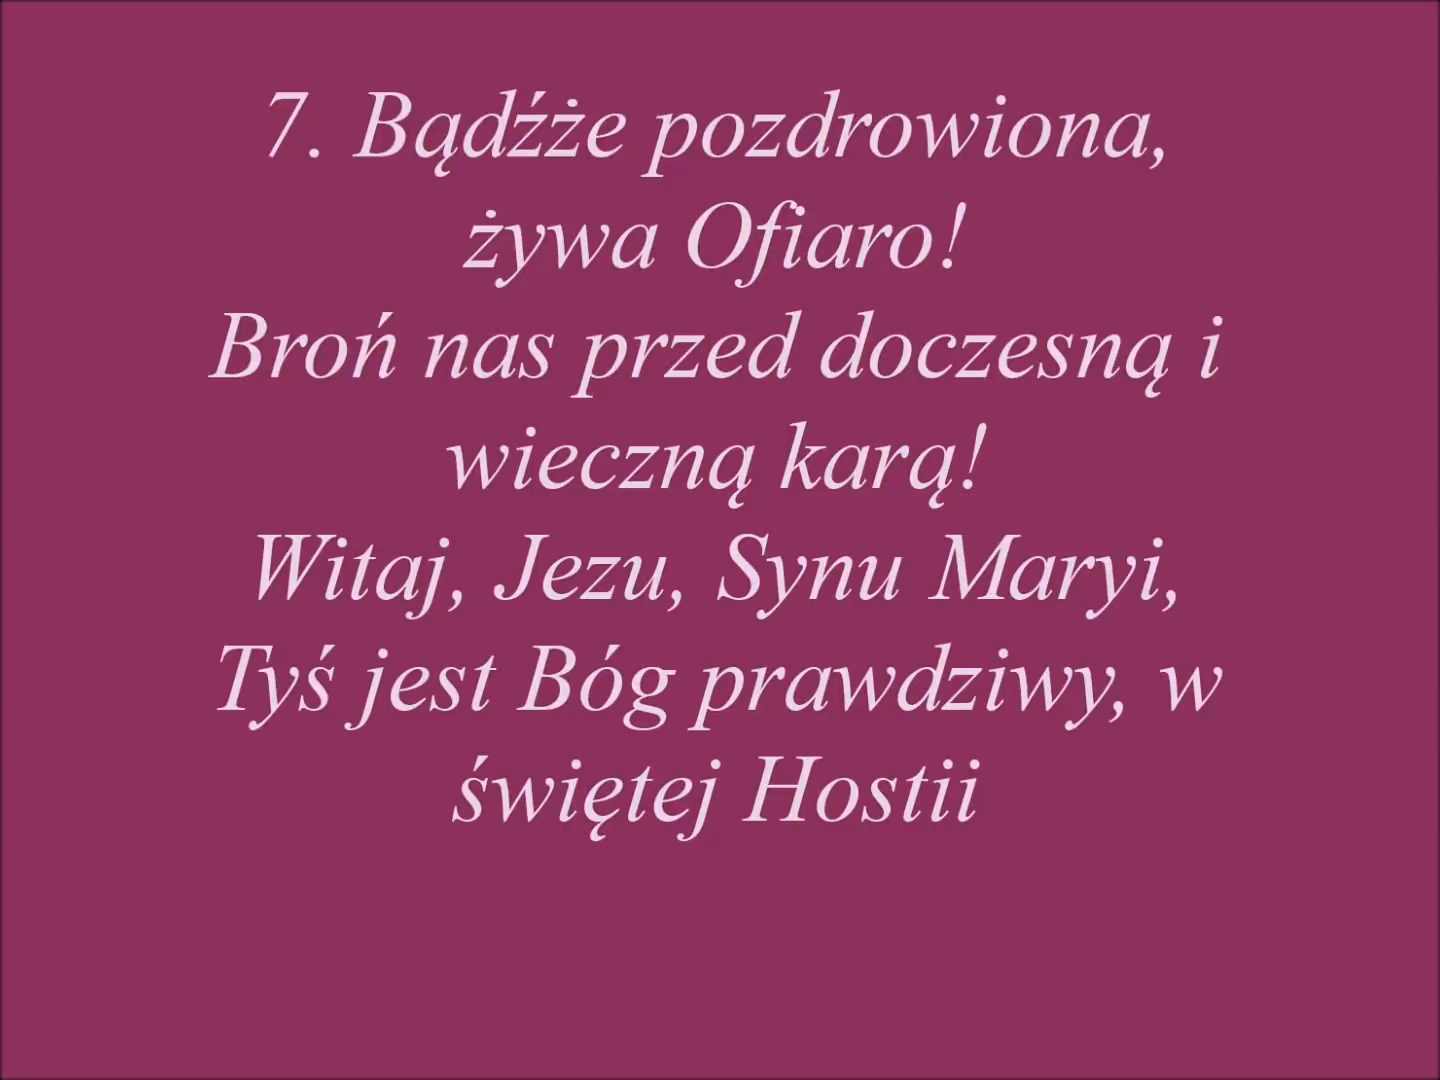 7. Bądźże pozdrowiona,
żywa Ofiaro!
Broń nas przed doczesną i
wieczną karą!
Witaj, Jezu, Synu Maryi,
Tyś jest Bóg prawdziwy, w
świętej Hostii